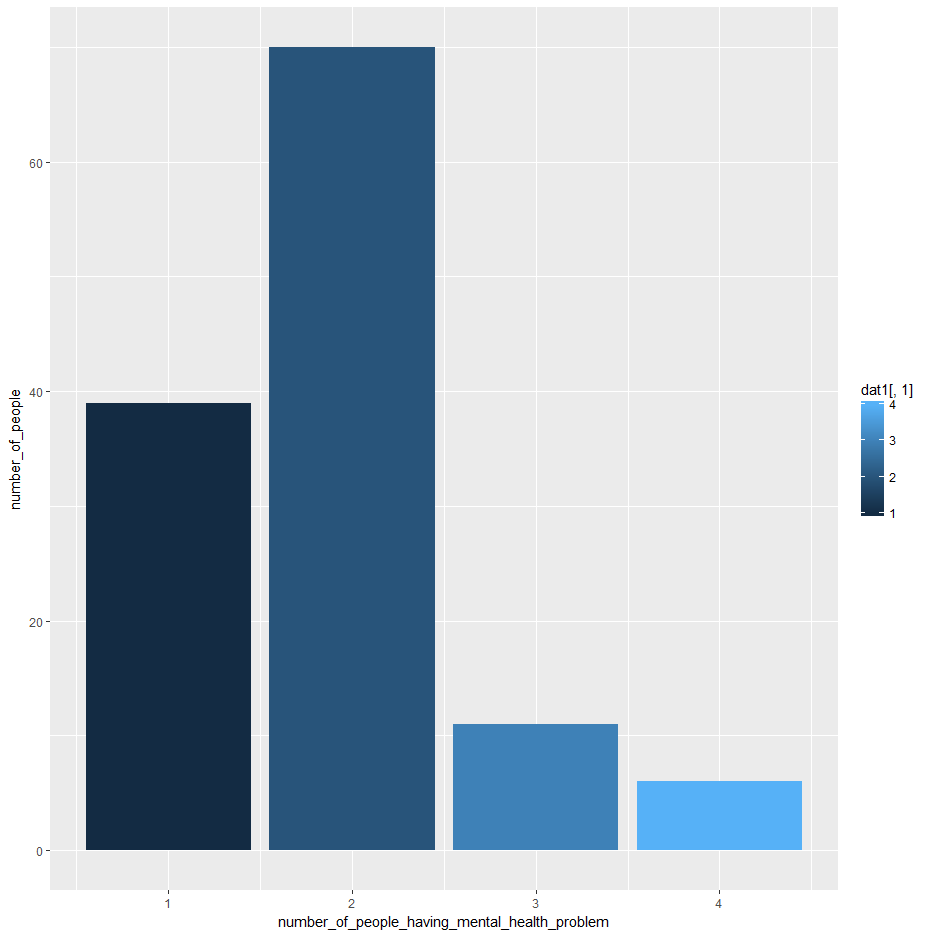 number_of_people
60
40
20
0
1 2 3 4
number_of_people_having_mental_health_problem
dat1[, 1]
4
3
2
1